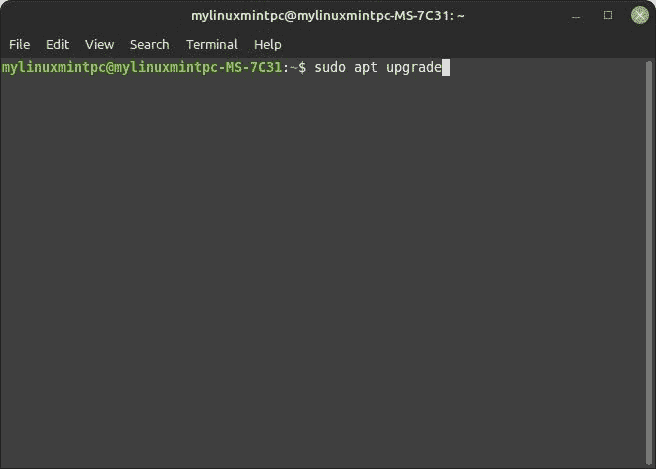 mylinuxmintpc@mylinuxmintpc-MS-7C31: ~
File Edit View Search Terminal Help
mylinuxmintpc@mylinuxmintpc-MS-7C31:~$ sudo apt upgrade